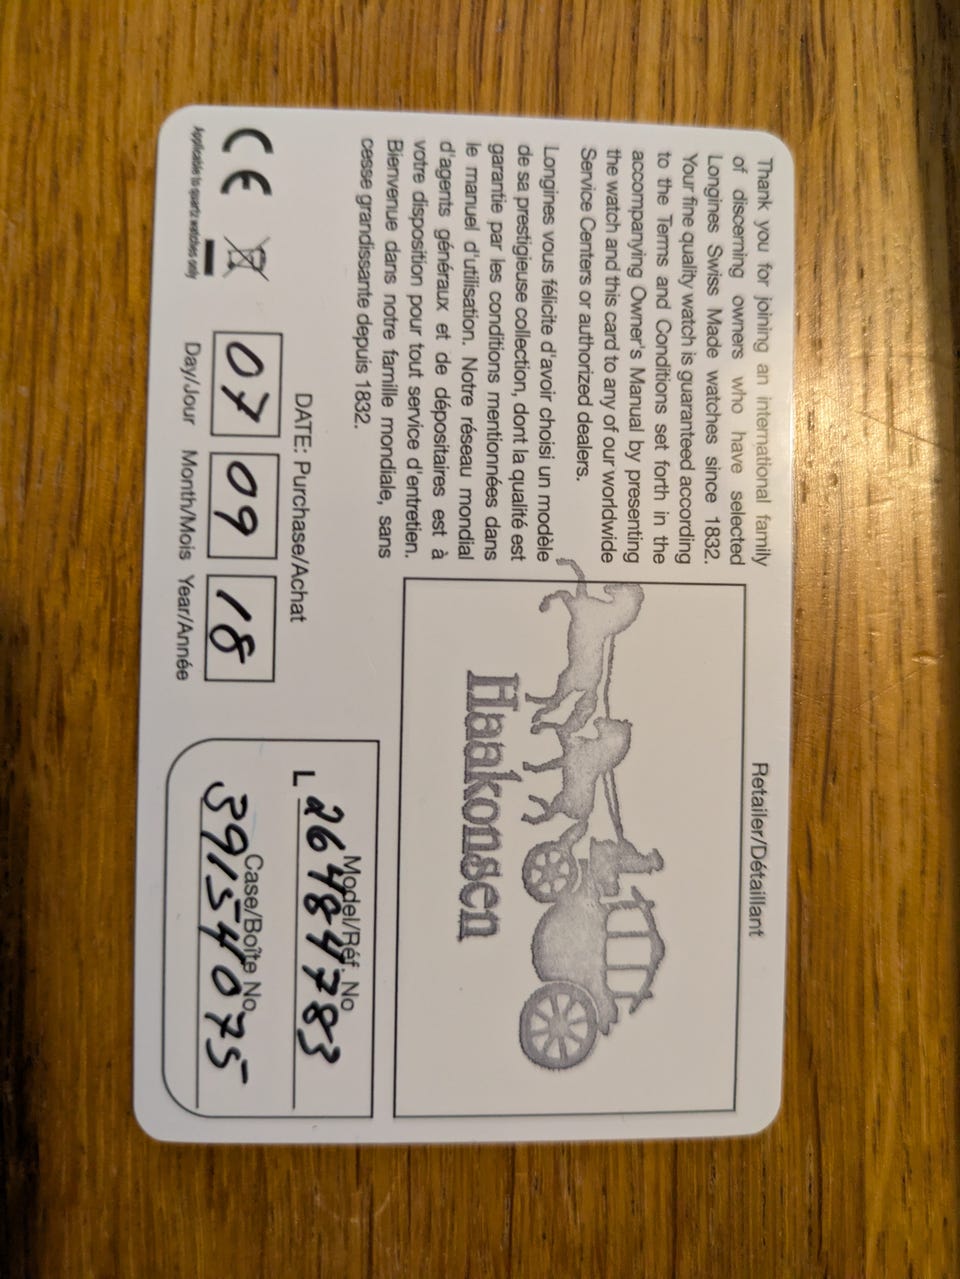 Thank you for joining an international family
of discerning owners who have selected
Longines Swiss Made watches since 1832.
Your fine quality watch is guaranteed according
to the Terms and Conditions set forth in the
accompanying Owner's Manual by presenting
the watch and this card to any of our worldwide
Service Centers or authorized dealers.
Longines vous félicite d'avoir choisi un modèle
de sa prestigieuse collection, dont la qualité est
garantie par les conditions mentionnées dans
le manuel d'utilisation. Notre réseau mondial
d'agents généraux et de dépositaires est à
votre disposition pour tout service d'entretien.
Bienvenue dans notre famille mondiale, sans
cesse grandissante depuis 1832.
Retailer/Détaillant
Haakonsen
DATE: Purchase/Achat
07 09 18
Day/Jour Month/Mois Year/Année
CE
Applicable to quartz watches only
Model/Réf. No
L 26484783
Case/Boîte No
39154075